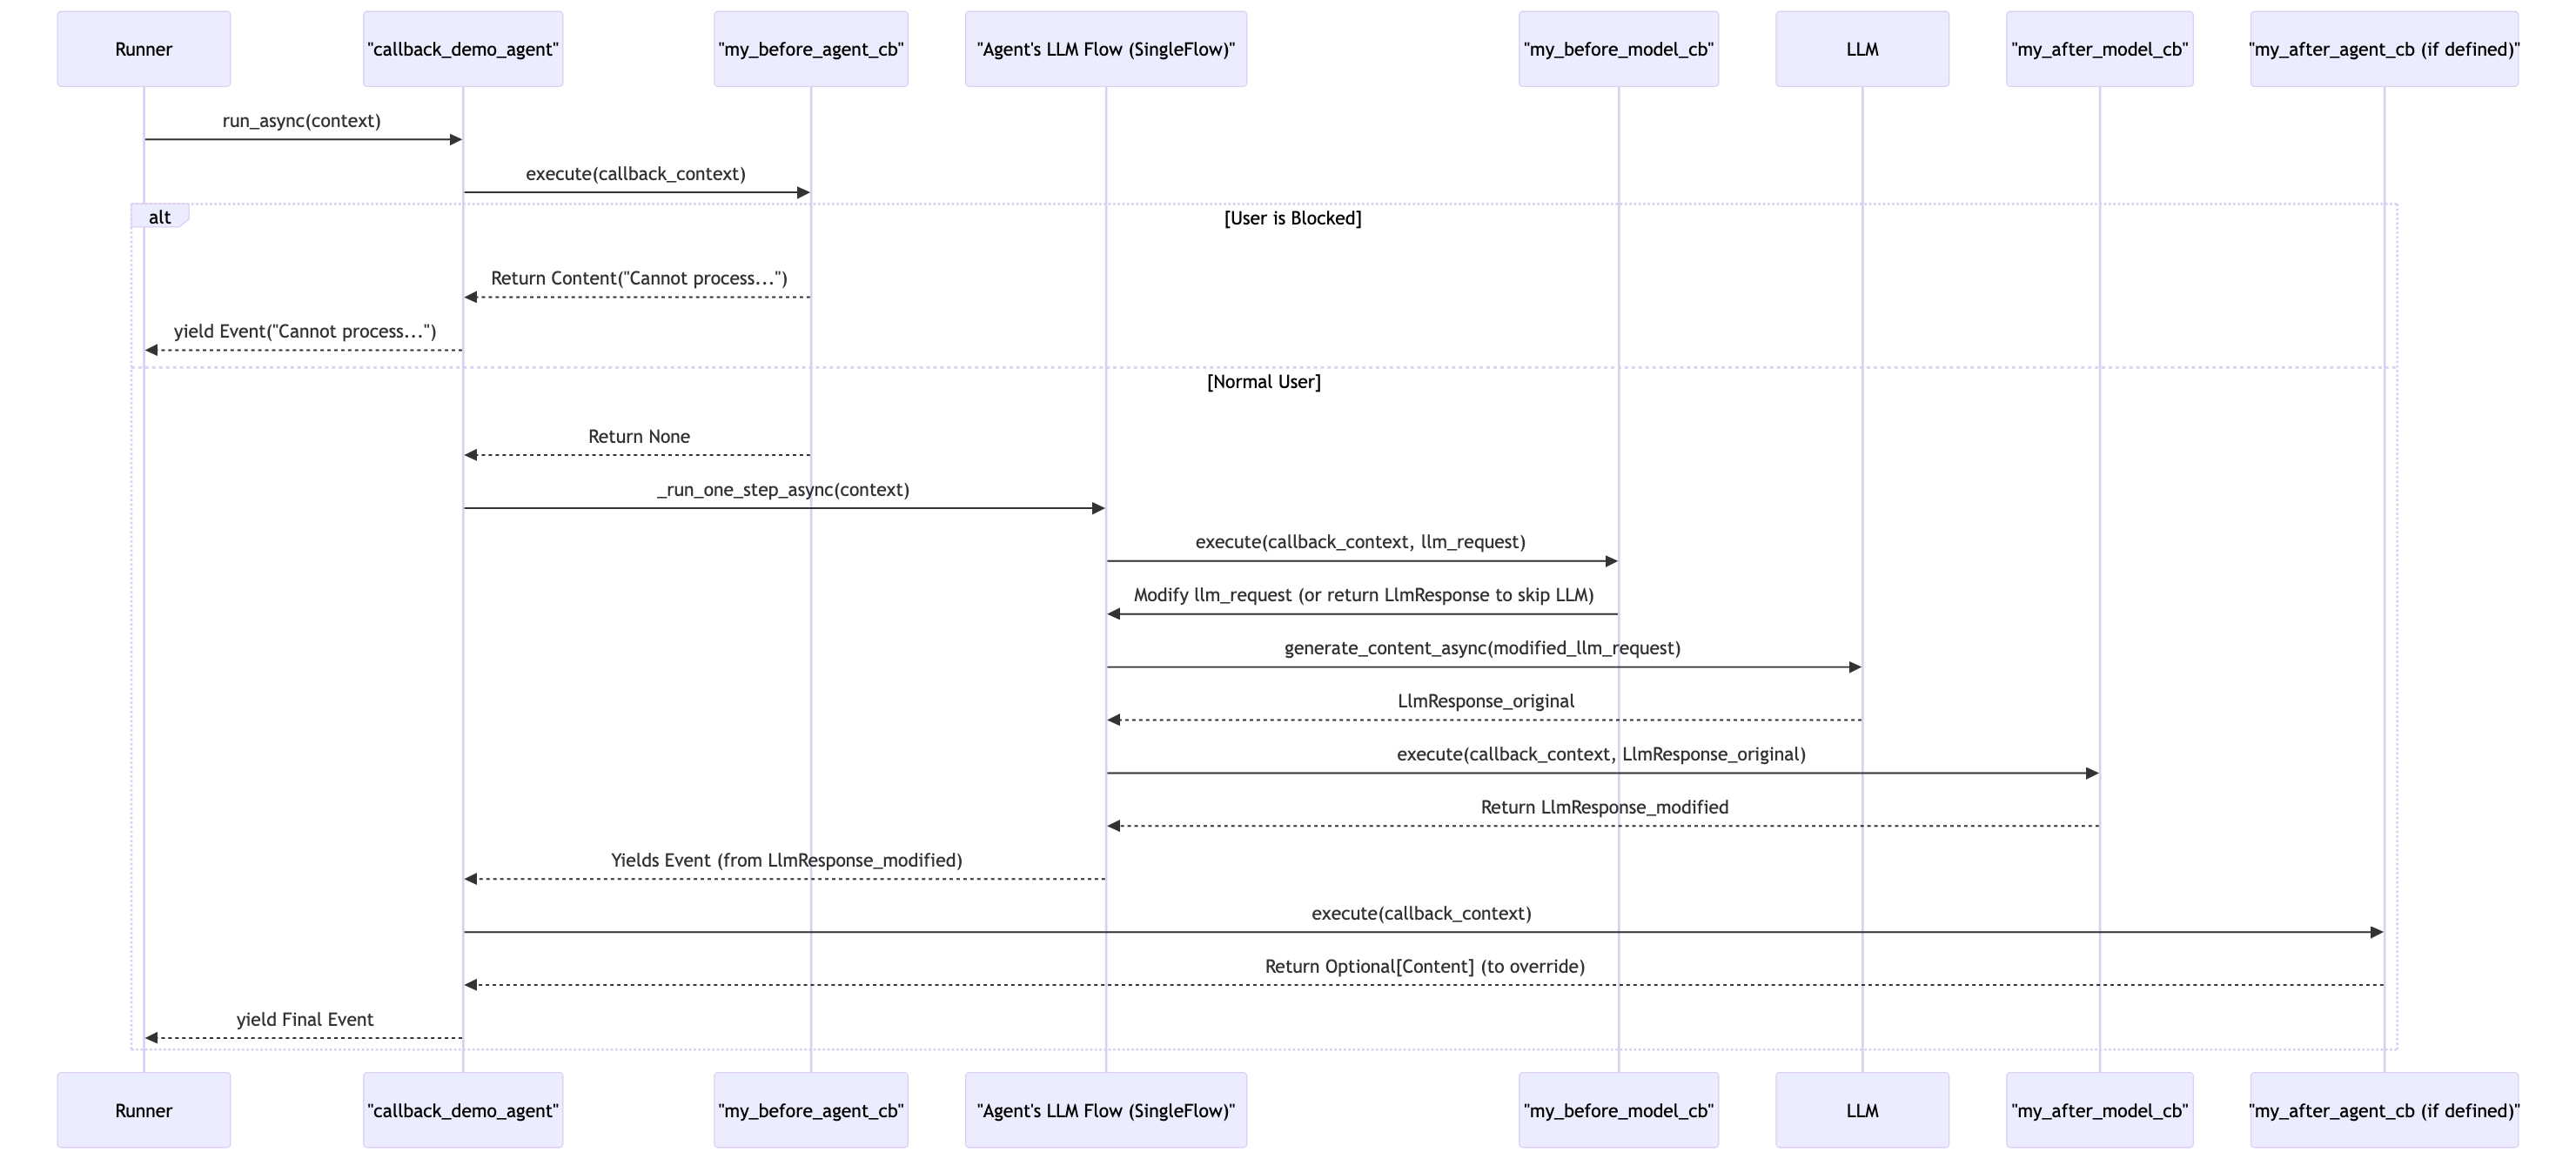 Runner
"callback_demo_agent"
"my_before_agent_cb"
"Agent's LLM Flow (SingleFlow)"
"my_before_model_cb"
LLM
"my_after_model_cb"
"my_after_agent_cb (if defined)"
run_async(context)
execute(callback_context)
alt
[User is Blocked]
Return Content("Cannot process...")
yield Event("Cannot process...")
[Normal User]
Return None
_run_one_step_async(context)
execute(callback_context, llm_request)
Modify llm_request (or return LlmResponse to skip LLM)
generate_content_async(modified_llm_request)
LlmResponse_original
execute(callback_context, LlmResponse_original)
Return LlmResponse_modified
Yields Event (from LlmResponse_modified)
execute(callback_context)
Return Optional[Content] (to override)
yield Final Event
Runner
"callback_demo_agent"
"my_before_agent_cb"
"Agent's LLM Flow (SingleFlow)"
"my_before_model_cb"
LLM
"my_after_model_cb"
"my_after_agent_cb (if defined)"